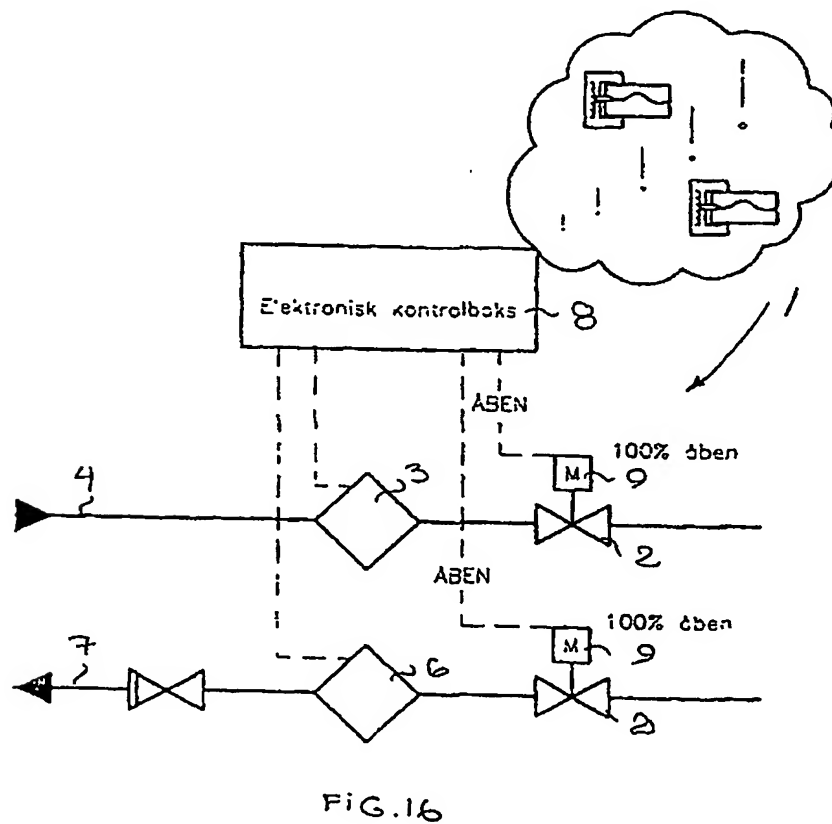 ! ! ! ! !
Elektronisk kontrolboks 8
1
ÅBEN
100% åben
M 9
4
3
2
ÅBEN
100% åben
M 9
7
6
2
FiG.16